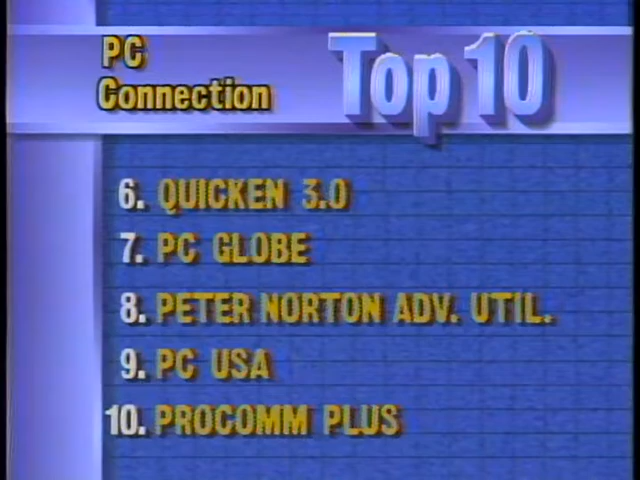 PC
Connection
Top 10
6. QUICKEN 3.0
7. PC GLOBE
8. PETER NORTON ADV. UTIL.
9. PC USA
10. PROCOMM PLUS